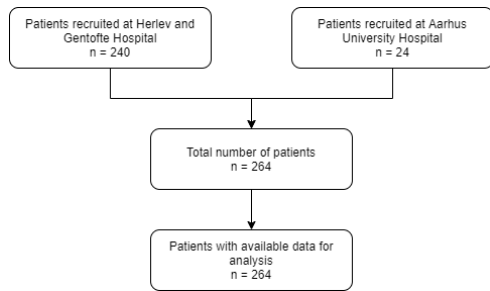 Patients recruited at Herlev and
Gentofte Hospital
n = 240
Patients recruited at Aarhus
University Hospital
n = 24
Total number of patients
n = 264
Patients with available data for
analysis
n = 264